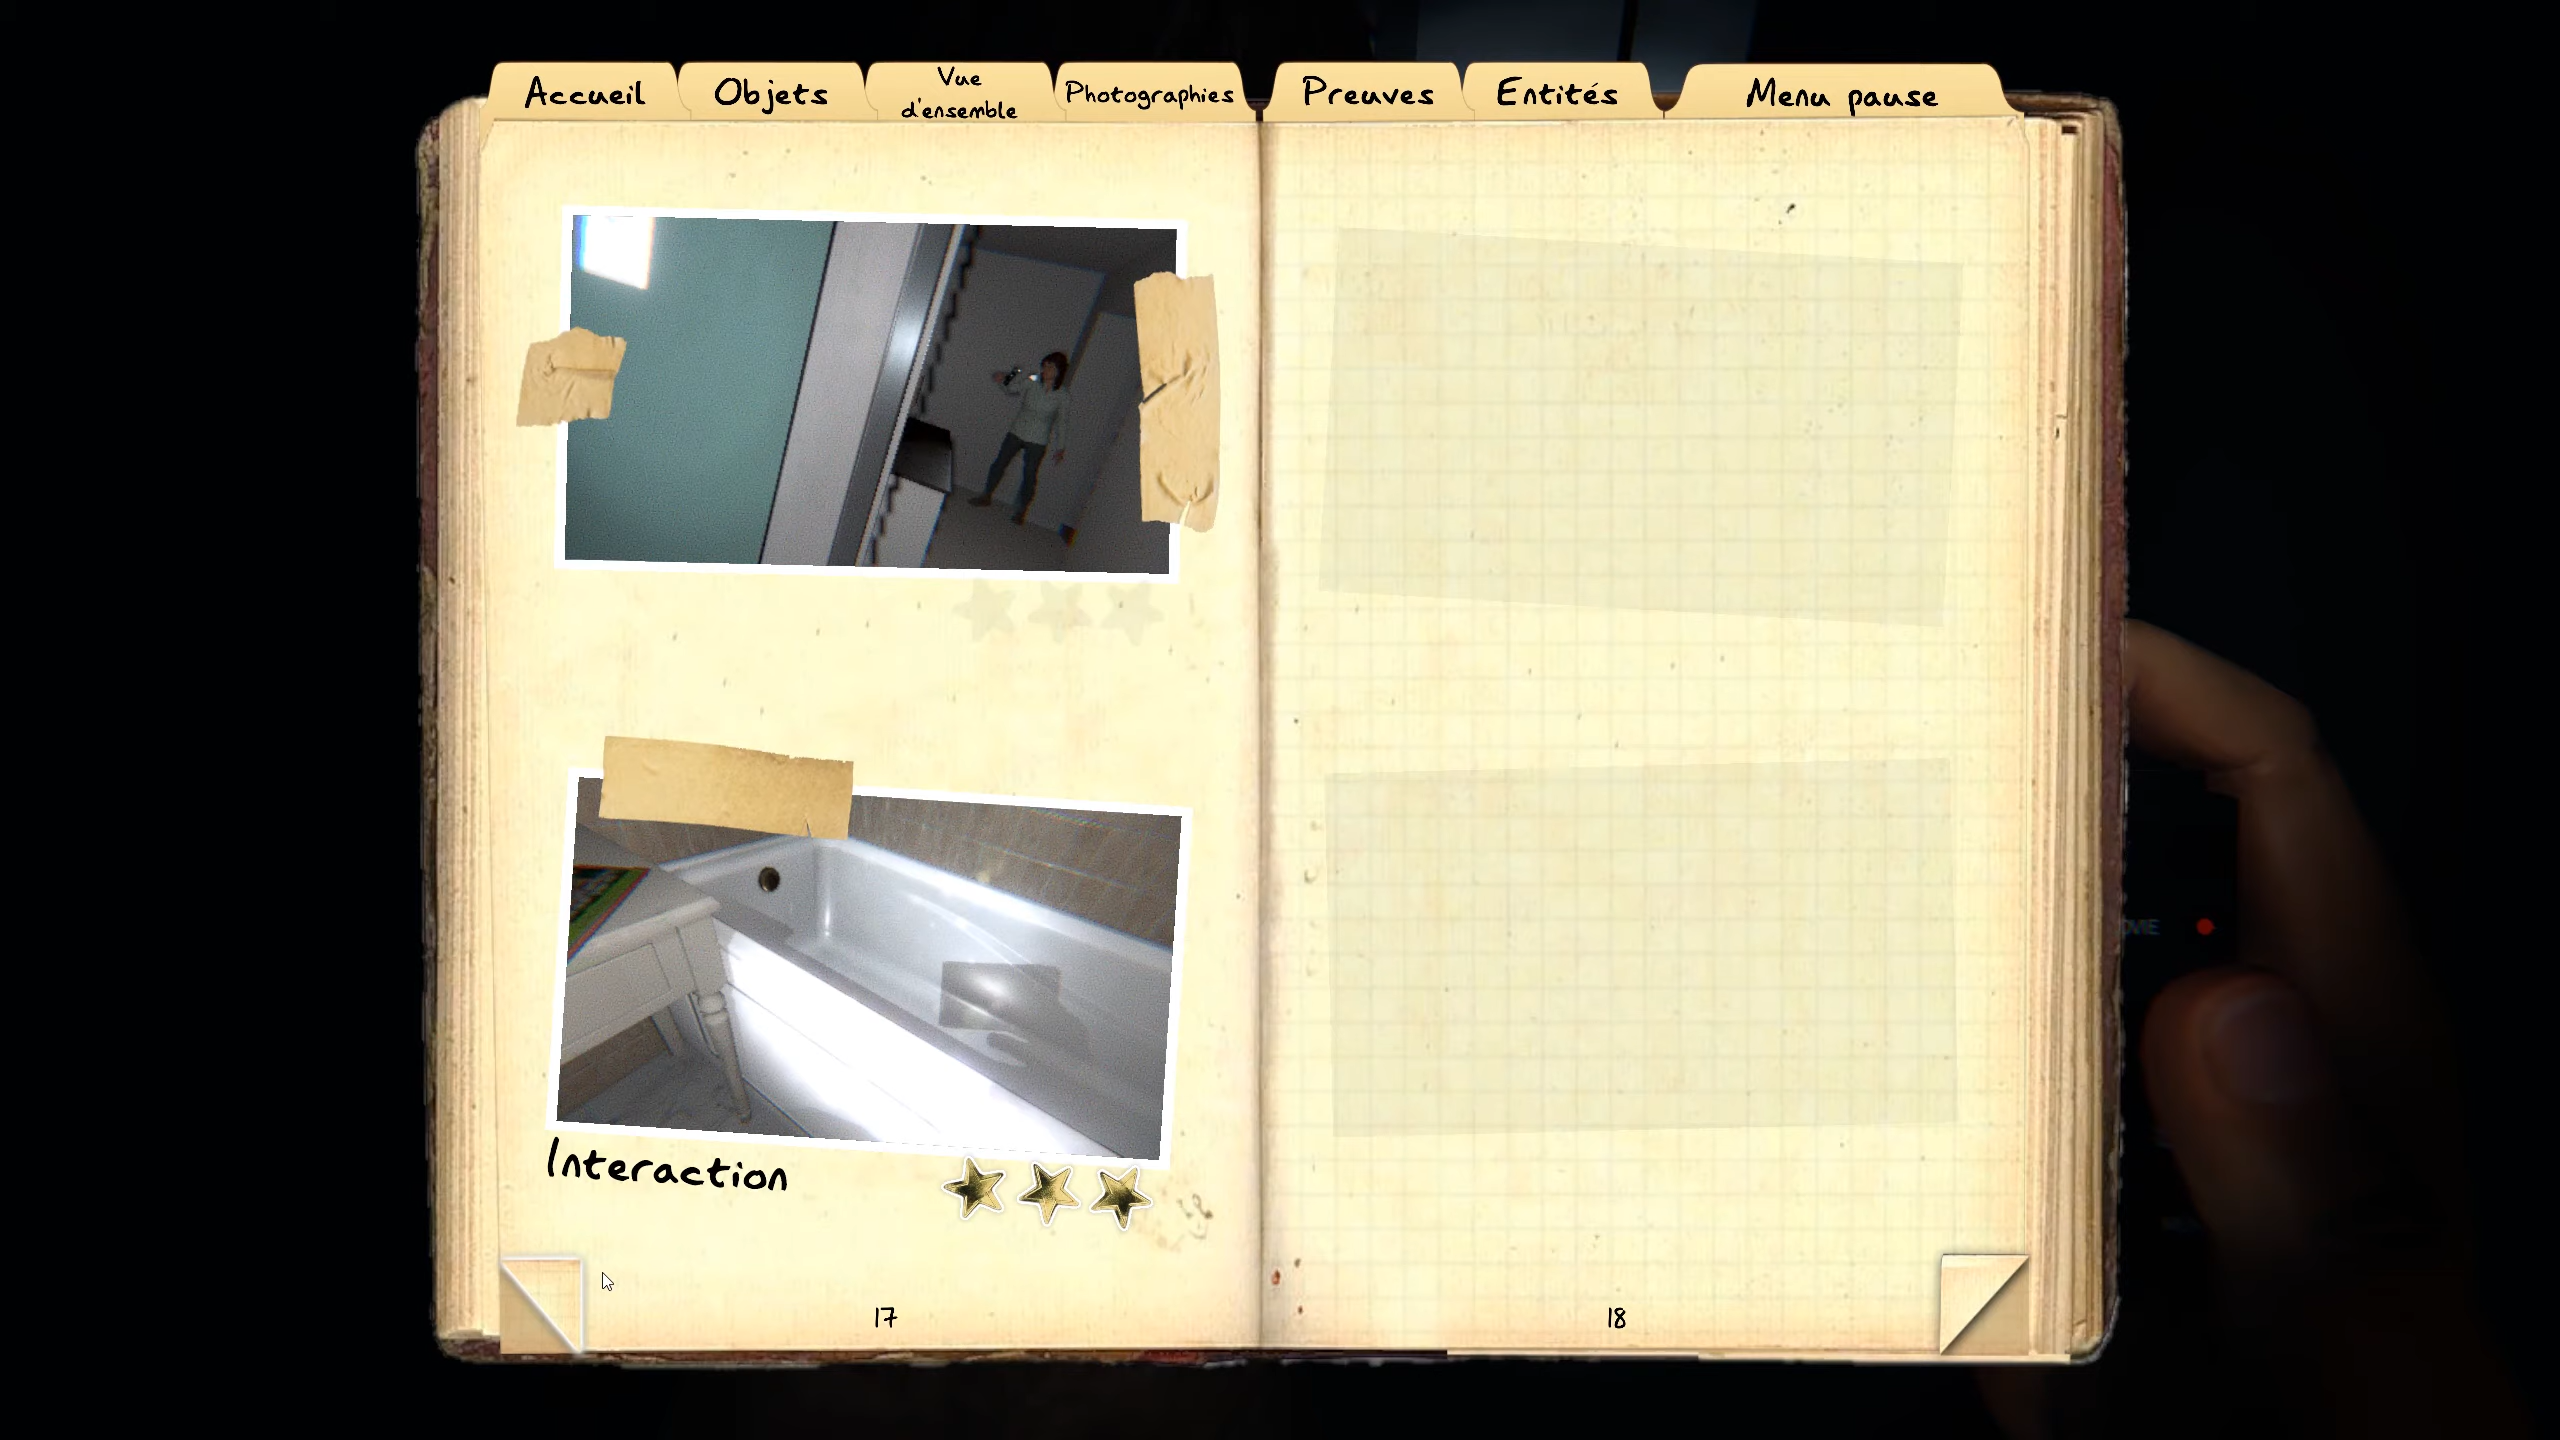 Accueil
Objets
Vue
d'ensemble
Photographies
Preuves
Entités
Menu pause
Interaction
17
18